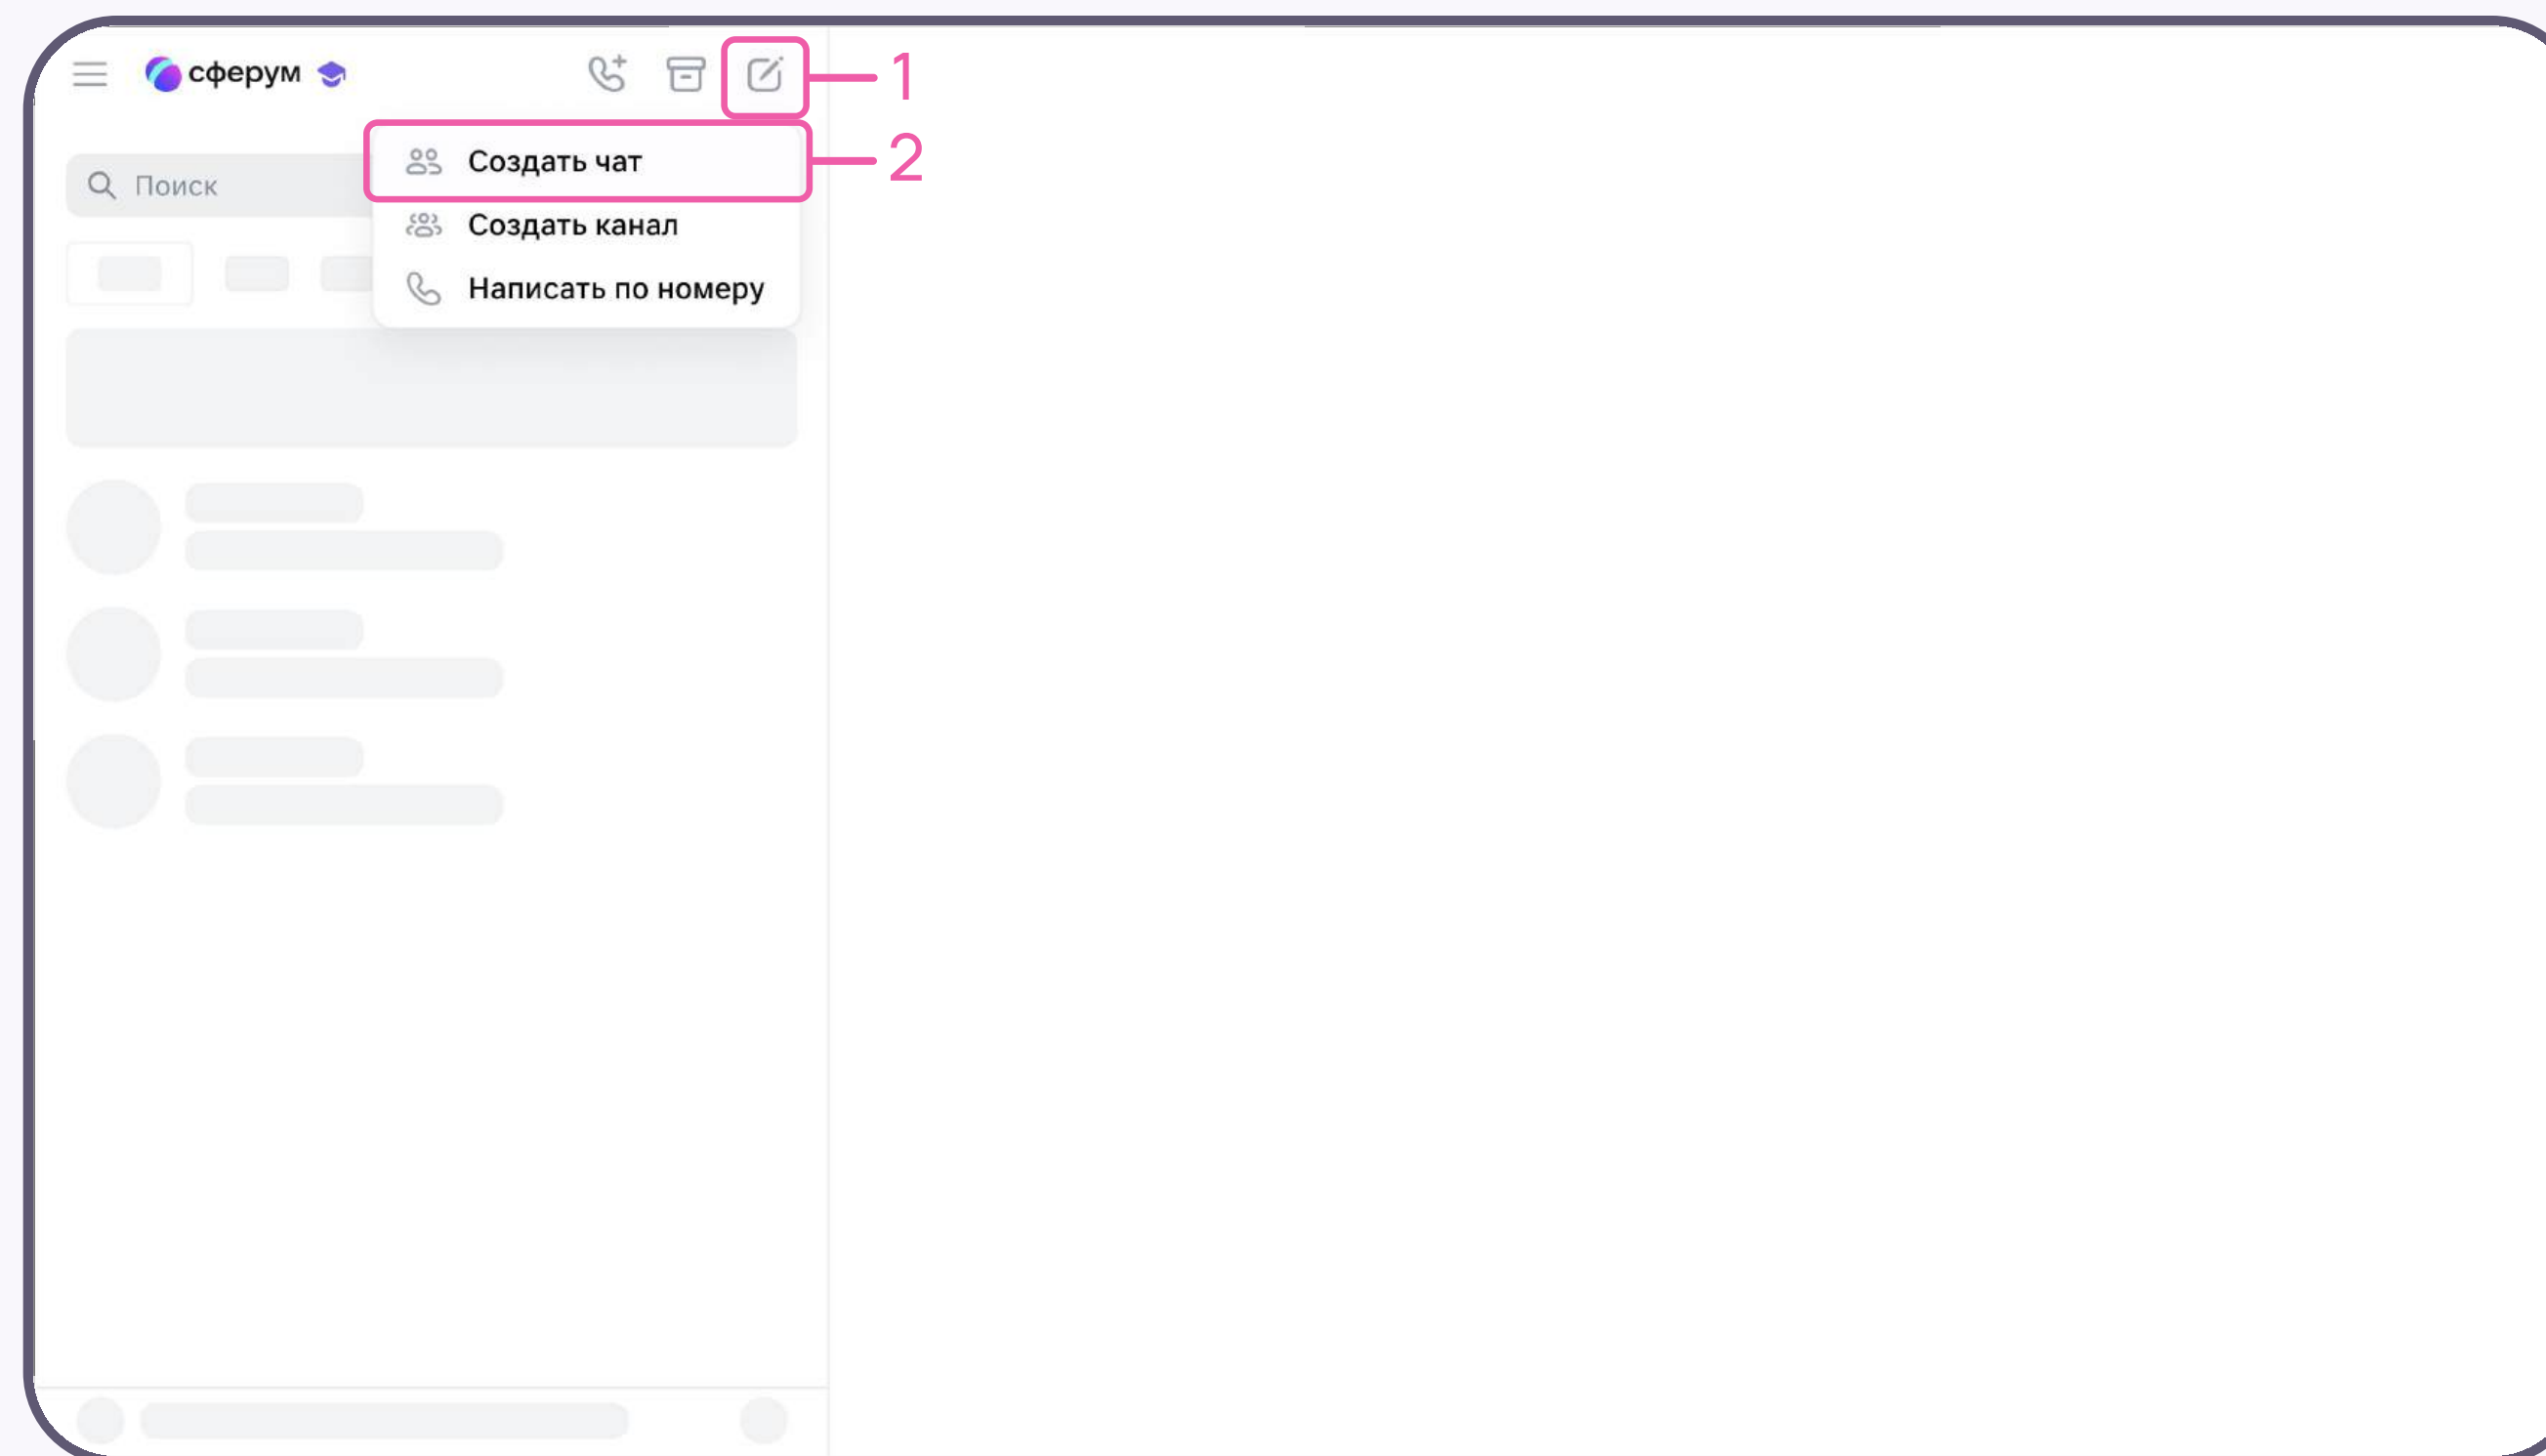 сферум
1
Создать чат
2
Поиск
Создать канал
Написать по номеру